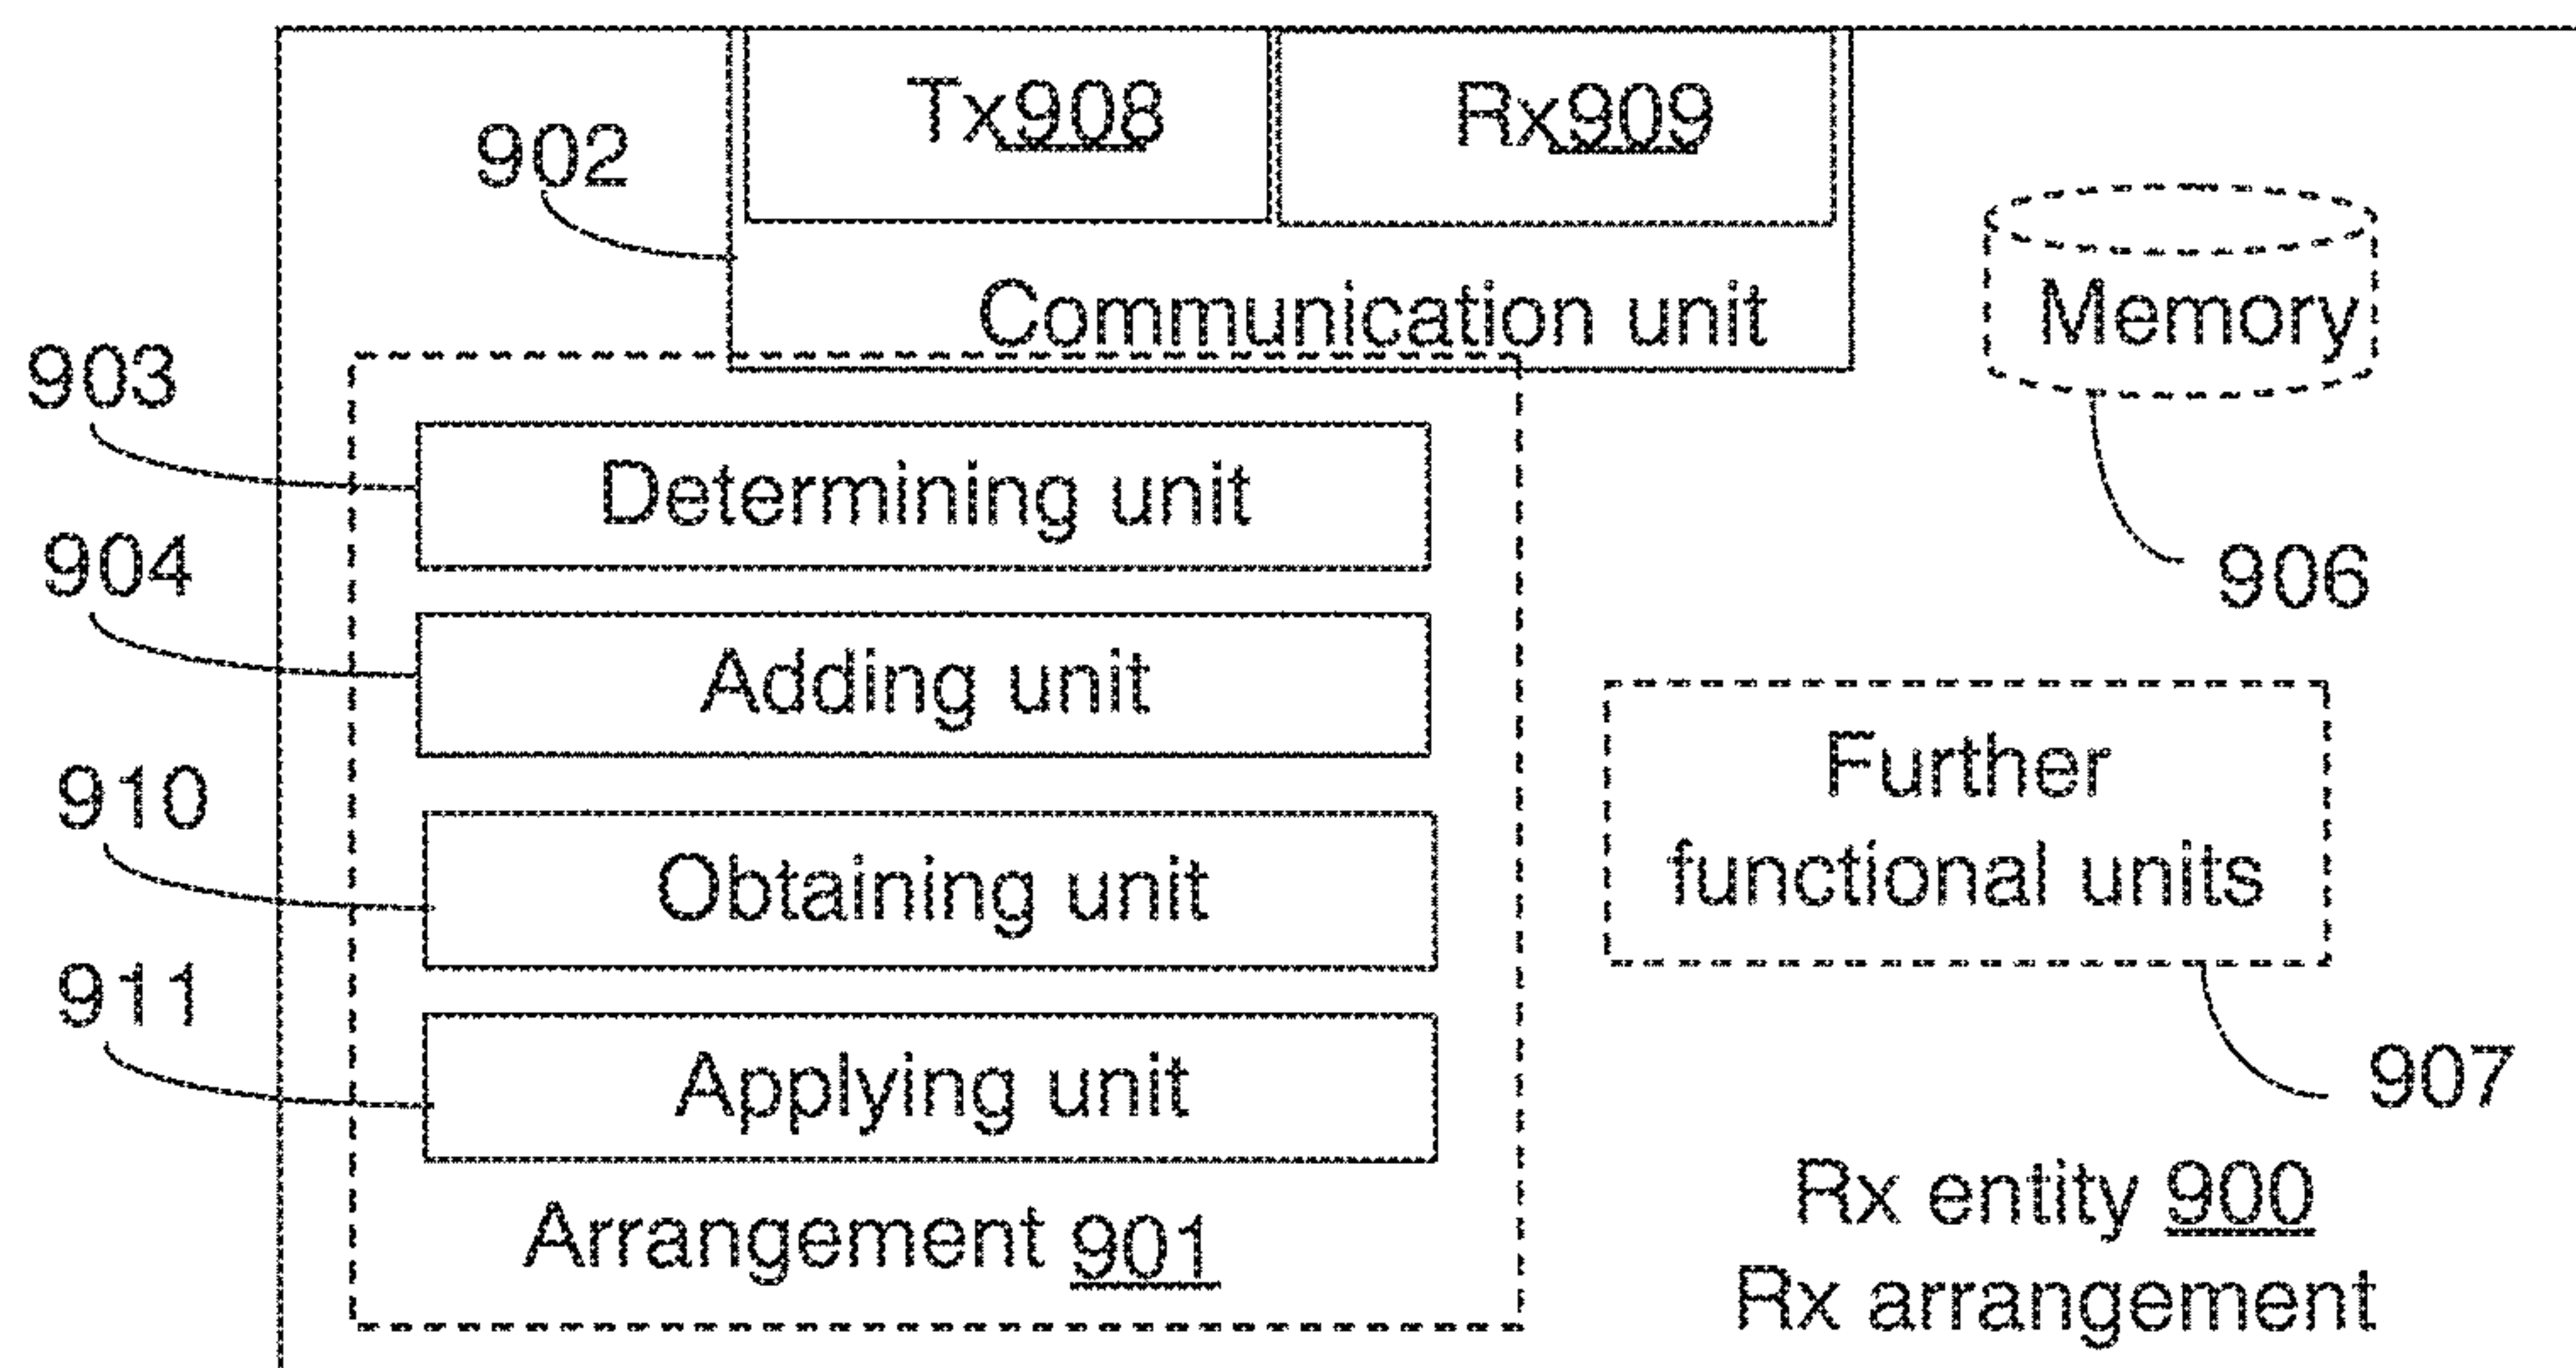 Tx908
Rx909
902
Communication unit
Memory
903
Determining unit
904
906
Adding unit
Further
functional units
910
Obtaining unit
911
Applying unit
907
Arrangement 901
Rx entity 900
Rx arrangement